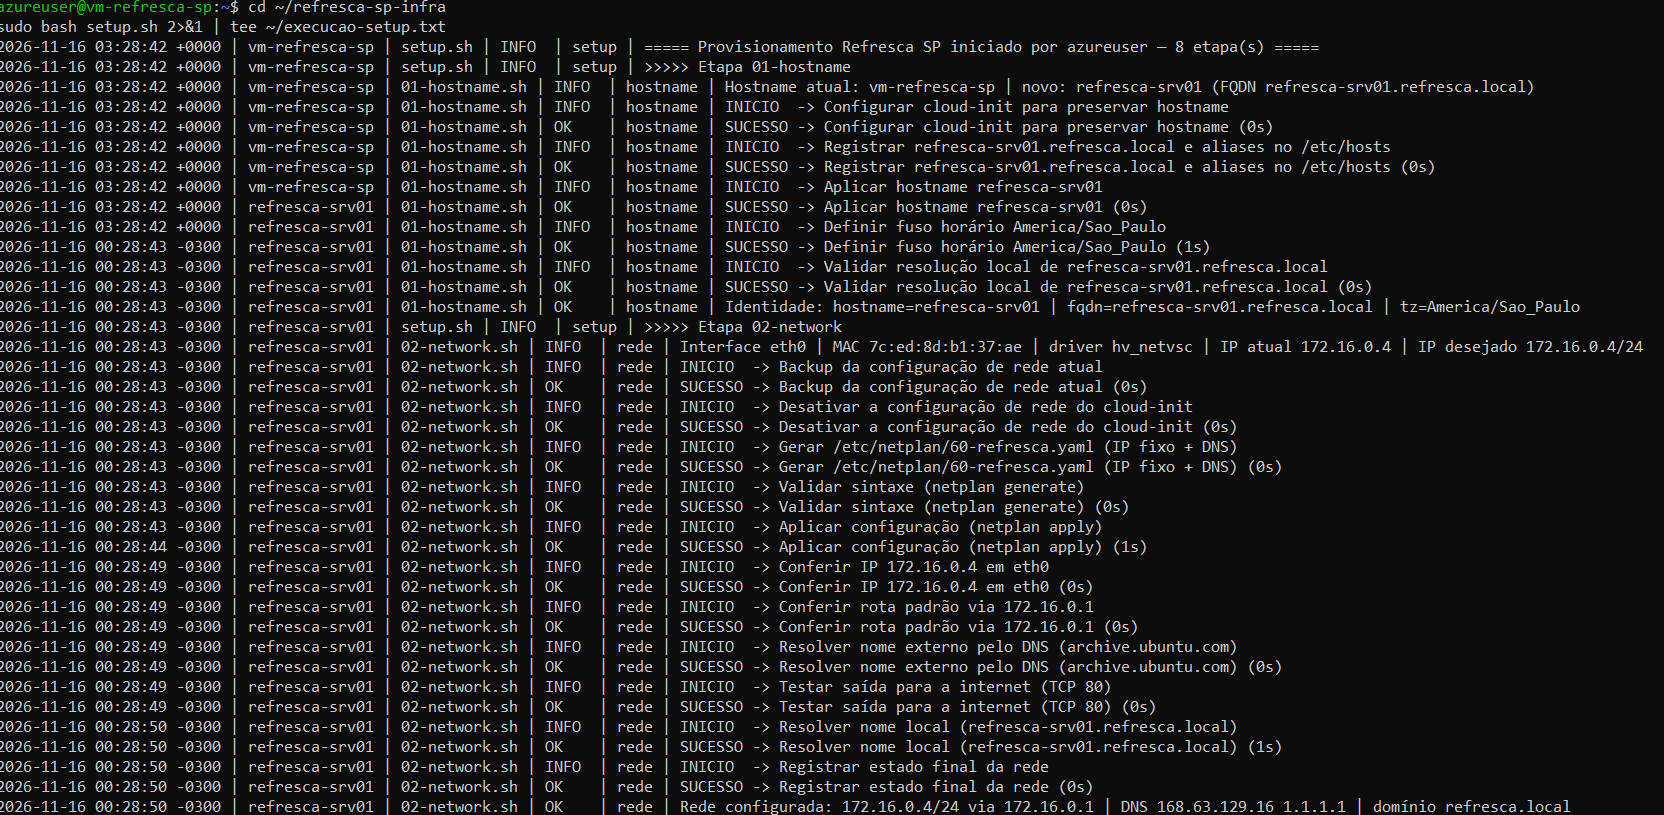 azureuser@vm-refresca-sp:~$ cd ~/refresca-sp-infra
sudo bash setup.sh 2>&1 | tee ~/execucao-setup.txt
2026-11-16 03:28:42 +0000 | vm-refresca-sp | setup.sh | INFO  | setup | ===== Provisionamento Refresca SP iniciado por azureuser — 8 etapa(s) =====
2026-11-16 03:28:42 +0000 | vm-refresca-sp | setup.sh | INFO  | setup | >>>>> Etapa 01-hostname
2026-11-16 03:28:42 +0000 | vm-refresca-sp | 01-hostname.sh | INFO  | hostname | Hostname atual: vm-refresca-sp | novo: refresca-srv01 (FQDN refresca-srv01.refresca.local)
2026-11-16 03:28:42 +0000 | vm-refresca-sp | 01-hostname.sh | INFO  | hostname | INICIO  -> Configurar cloud-init para preservar hostname
2026-11-16 03:28:42 +0000 | vm-refresca-sp | 01-hostname.sh | OK    | hostname | SUCESSO -> Configurar cloud-init para preservar hostname (0s)
2026-11-16 03:28:42 +0000 | vm-refresca-sp | 01-hostname.sh | INFO  | hostname | INICIO  -> Registrar refresca-srv01.refresca.local e aliases no /etc/hosts
2026-11-16 03:28:42 +0000 | vm-refresca-sp | 01-hostname.sh | OK    | hostname | SUCESSO -> Registrar refresca-srv01.refresca.local e aliases no /etc/hosts (0s)
2026-11-16 03:28:42 +0000 | vm-refresca-sp | 01-hostname.sh | INFO  | hostname | INICIO  -> Aplicar hostname refresca-srv01
2026-11-16 03:28:42 +0000 | refresca-srv01 | 01-hostname.sh | OK    | hostname | SUCESSO -> Aplicar hostname refresca-srv01 (0s)
2026-11-16 03:28:42 +0000 | refresca-srv01 | 01-hostname.sh | INFO  | hostname | INICIO  -> Definir fuso horário America/Sao_Paulo
2026-11-16 00:28:43 -0300 | refresca-srv01 | 01-hostname.sh | OK    | hostname | SUCESSO -> Definir fuso horário America/Sao_Paulo (1s)
2026-11-16 00:28:43 -0300 | refresca-srv01 | 01-hostname.sh | INFO  | hostname | INICIO  -> Validar resolução local de refresca-srv01.refresca.local
2026-11-16 00:28:43 -0300 | refresca-srv01 | 01-hostname.sh | OK    | hostname | SUCESSO -> Validar resolução local de refresca-srv01.refresca.local (0s)
2026-11-16 00:28:43 -0300 | refresca-srv01 | 01-hostname.sh | OK    | hostname | Identidade: hostname=refresca-srv01 | fqdn=refresca-srv01.refresca.local | tz=America/Sao_Paulo
2026-11-16 00:28:43 -0300 | refresca-srv01 | setup.sh | INFO  | setup | >>>>> Etapa 02-network
2026-11-16 00:28:43 -0300 | refresca-srv01 | 02-network.sh | INFO  | rede | Interface eth0 | MAC 7c:ed:8d:b1:37:ae | driver hv_netvsc | IP atual 172.16.0.4 | IP desejado 172.16.0.4/24
2026-11-16 00:28:43 -0300 | refresca-srv01 | 02-network.sh | INFO  | rede | INICIO  -> Backup da configuração de rede atual
2026-11-16 00:28:43 -0300 | refresca-srv01 | 02-network.sh | OK    | rede | SUCESSO -> Backup da configuração de rede atual (0s)
2026-11-16 00:28:43 -0300 | refresca-srv01 | 02-network.sh | INFO  | rede | INICIO  -> Desativar a configuração de rede do cloud-init
2026-11-16 00:28:43 -0300 | refresca-srv01 | 02-network.sh | OK    | rede | SUCESSO -> Desativar a configuração de rede do cloud-init (0s)
2026-11-16 00:28:43 -0300 | refresca-srv01 | 02-network.sh | INFO  | rede | INICIO  -> Gerar /etc/netplan/60-refresca.yaml (IP fixo + DNS)
2026-11-16 00:28:43 -0300 | refresca-srv01 | 02-network.sh | OK    | rede | SUCESSO -> Gerar /etc/netplan/60-refresca.yaml (IP fixo + DNS) (0s)
2026-11-16 00:28:43 -0300 | refresca-srv01 | 02-network.sh | INFO  | rede | INICIO  -> Validar sintaxe (netplan generate)
2026-11-16 00:28:43 -0300 | refresca-srv01 | 02-network.sh | OK    | rede | SUCESSO -> Validar sintaxe (netplan generate) (0s)
2026-11-16 00:28:43 -0300 | refresca-srv01 | 02-network.sh | INFO  | rede | INICIO  -> Aplicar configuração (netplan apply)
2026-11-16 00:28:44 -0300 | refresca-srv01 | 02-network.sh | OK    | rede | SUCESSO -> Aplicar configuração (netplan apply) (1s)
2026-11-16 00:28:49 -0300 | refresca-srv01 | 02-network.sh | INFO  | rede | INICIO  -> Conferir IP 172.16.0.4 em eth0
2026-11-16 00:28:49 -0300 | refresca-srv01 | 02-network.sh | OK    | rede | SUCESSO -> Conferir IP 172.16.0.4 em eth0 (0s)
2026-11-16 00:28:49 -0300 | refresca-srv01 | 02-network.sh | INFO  | rede | INICIO  -> Conferir rota padrão via 172.16.0.1
2026-11-16 00:28:49 -0300 | refresca-srv01 | 02-network.sh | OK    | rede | SUCESSO -> Conferir rota padrão via 172.16.0.1 (0s)
2026-11-16 00:28:49 -0300 | refresca-srv01 | 02-network.sh | INFO  | rede | INICIO  -> Resolver nome externo pelo DNS (archive.ubuntu.com)
2026-11-16 00:28:49 -0300 | refresca-srv01 | 02-network.sh | OK    | rede | SUCESSO -> Resolver nome externo pelo DNS (archive.ubuntu.com) (0s)
2026-11-16 00:28:49 -0300 | refresca-srv01 | 02-network.sh | INFO  | rede | INICIO  -> Testar saída para a internet (TCP 80)
2026-11-16 00:28:49 -0300 | refresca-srv01 | 02-network.sh | OK    | rede | SUCESSO -> Testar saída para a internet (TCP 80) (0s)
2026-11-16 00:28:50 -0300 | refresca-srv01 | 02-network.sh | INFO  | rede | INICIO  -> Resolver nome local (refresca-srv01.refresca.local)
2026-11-16 00:28:50 -0300 | refresca-srv01 | 02-network.sh | OK    | rede | SUCESSO -> Resolver nome local (refresca-srv01.refresca.local) (1s)
2026-11-16 00:28:50 -0300 | refresca-srv01 | 02-network.sh | INFO  | rede | INICIO  -> Registrar estado final da rede
2026-11-16 00:28:50 -0300 | refresca-srv01 | 02-network.sh | OK    | rede | SUCESSO -> Registrar estado final da rede (0s)
2026-11-16 00:28:50 -0300 | refresca-srv01 | 02-network.sh | OK    | rede | Rede configurada: 172.16.0.4/24 via 172.16.0.1 | DNS 168.63.129.16 1.1.1.1 | domínio refresca.local